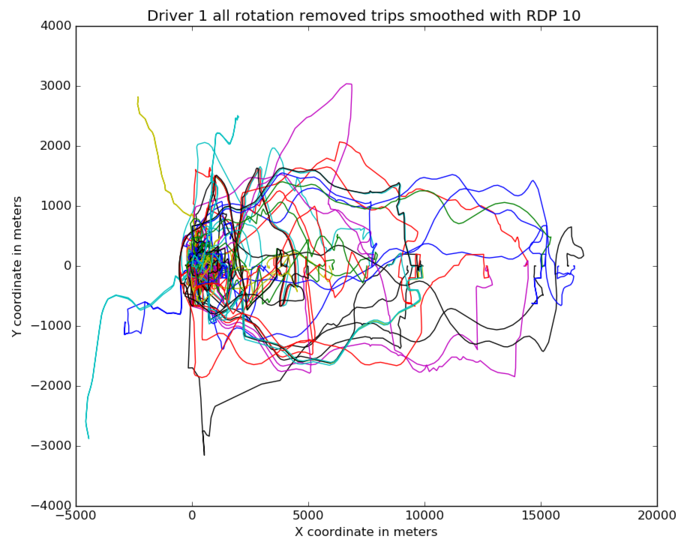 Driver 1 all rotation removed trips smoothed with RDP 10
4000
3000
2000
1000
0
−1000
−2000
−3000
−4000
Y coordinate in meters
−5000 0 5000 10000 15000 20000
X coordinate in meters